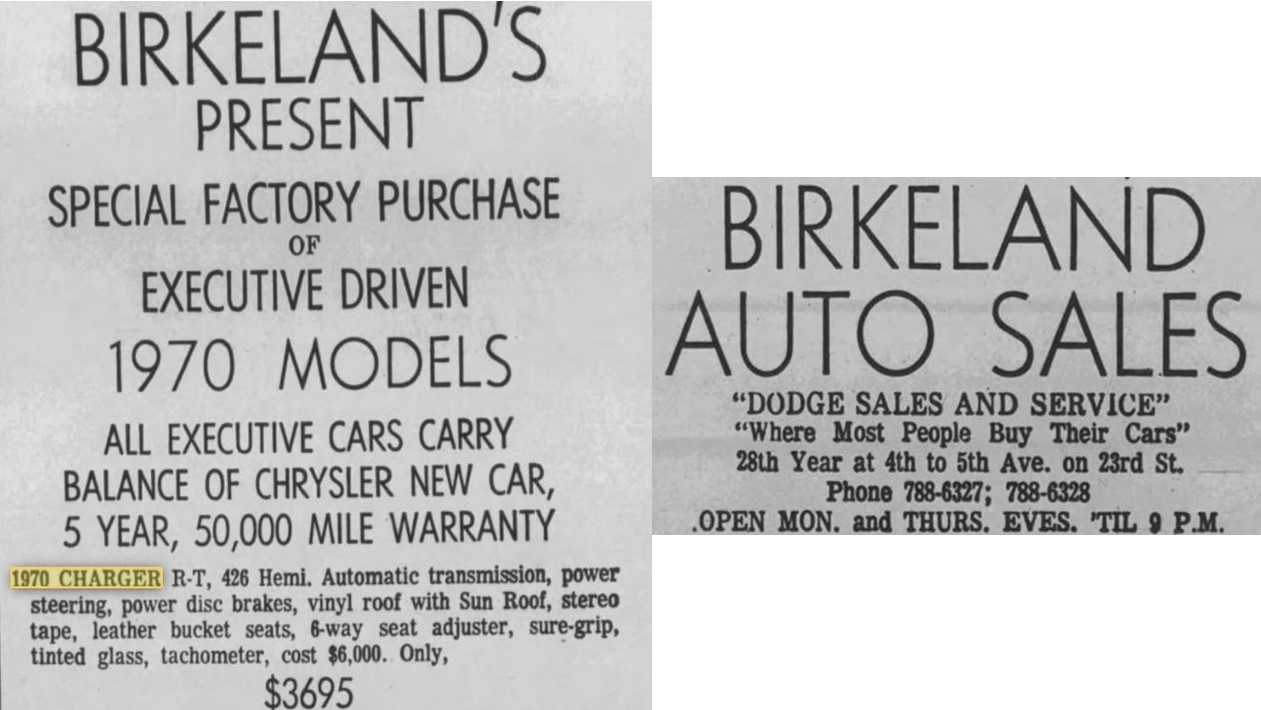 BIRKELAND'S
PRESENT
SPECIAL FACTORY PURCHASE
OF
EXECUTIVE DRIVEN
1970 MODELS
ALL EXECUTIVE CARS CARRY
BALANCE OF CHRYSLER NEW CAR,
5 YEAR, 50,000 MILE WARRANTY
1970 CHARGER R-T, 426 Hemi. Automatic transmission, power
steering, power disc brakes, vinyl roof with Sun Roof, stereo
tape, leather bucket seats, 6-way seat adjuster, sure-grip,
tinted glass, tachometer, cost $6,000. Only,
$3695
BIRKELAND
AUTO SALES
"DODGE SALES AND SERVICE"
"Where Most People Buy Their Cars"
28th Year at 4th to 5th Ave. on 23rd St.
Phone 788-6327; 788-6328
OPEN MON. and THURS. EVES. 'TIL 9 P.M.